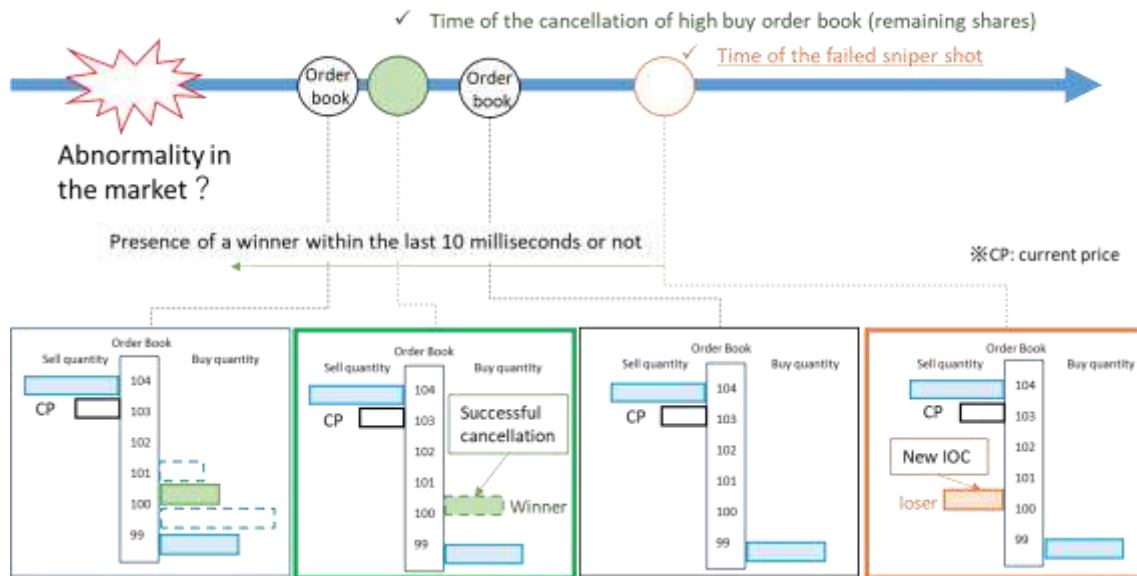 ✓ Time of the cancellation of high buy order book (remaining shares)
✓ Time of the failed sniper shot
Order
book
Order
book
Abnormality in
the market ?
Presence of a winner within the last 10 milliseconds or not
※CP: current price
Order Book
Sell quantity
Buy quantity
104
CP
103
102
101
100
99
Order Book
Sell quantity
Buy quantity
104
CP
103
Successful
cancellation
102
101
100
Winner
99
Order Book
Sell quantity
Buy quantity
104
CP
103
102
101
100
99
Order Book
Sell quantity
Buy quantity
104
CP
103
102
New IOC
101
loser
100
99